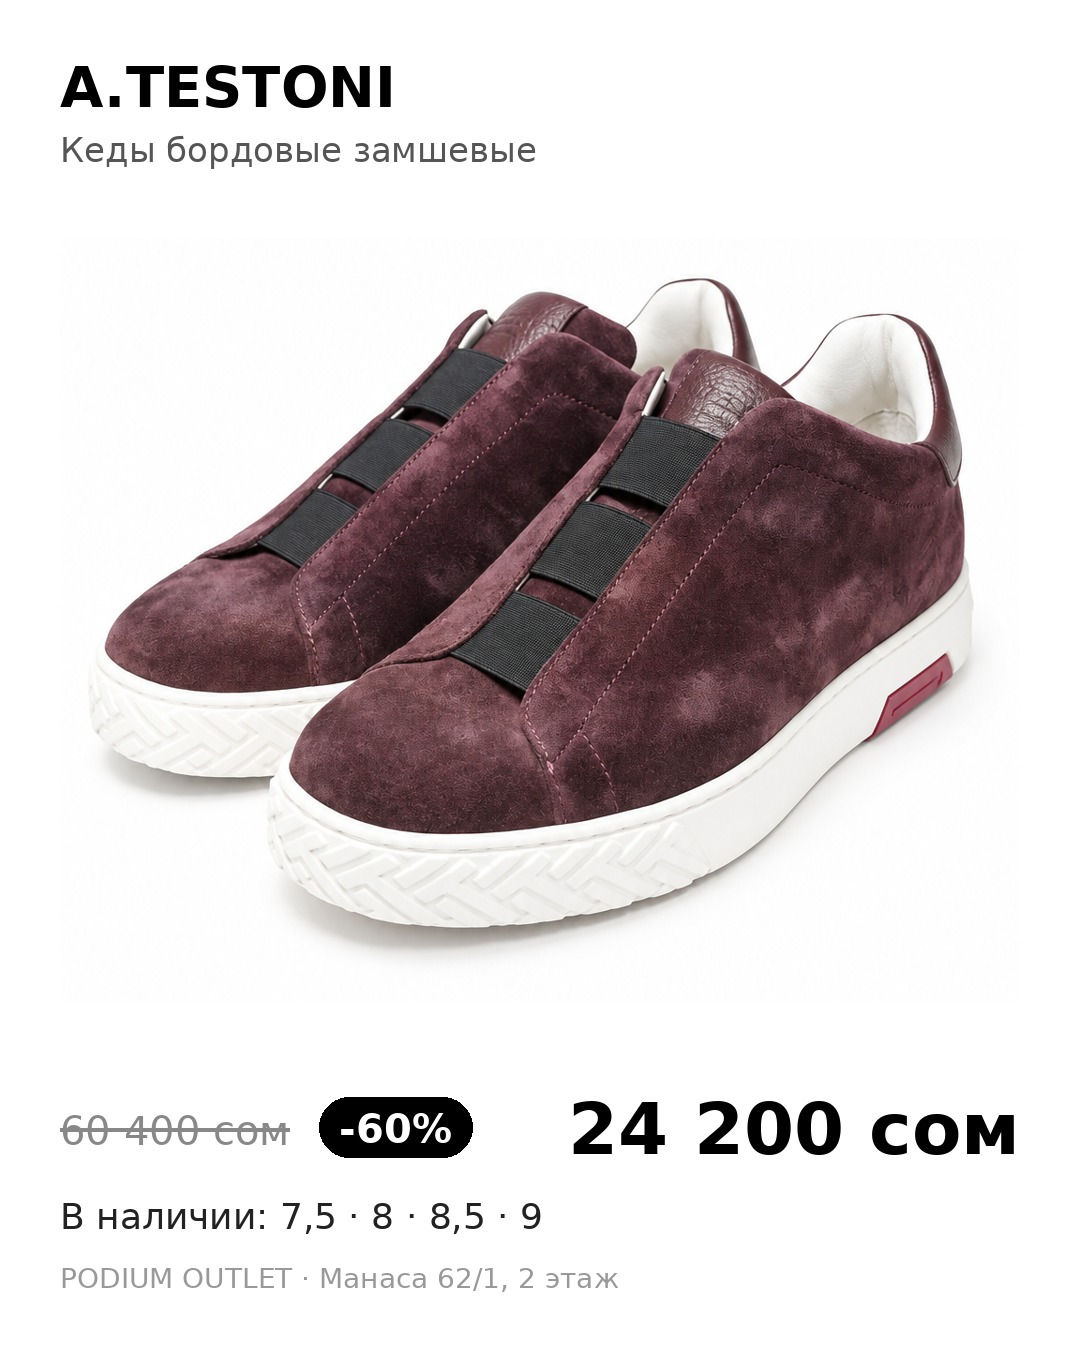 A.TESTONI
Кеды бордовые замшевые
60 400 сом -60% 24 200 сом
В наличии: 7,5 · 8 · 8,5 · 9
PODIUM OUTLET · Манаса 62/1, 2 этаж